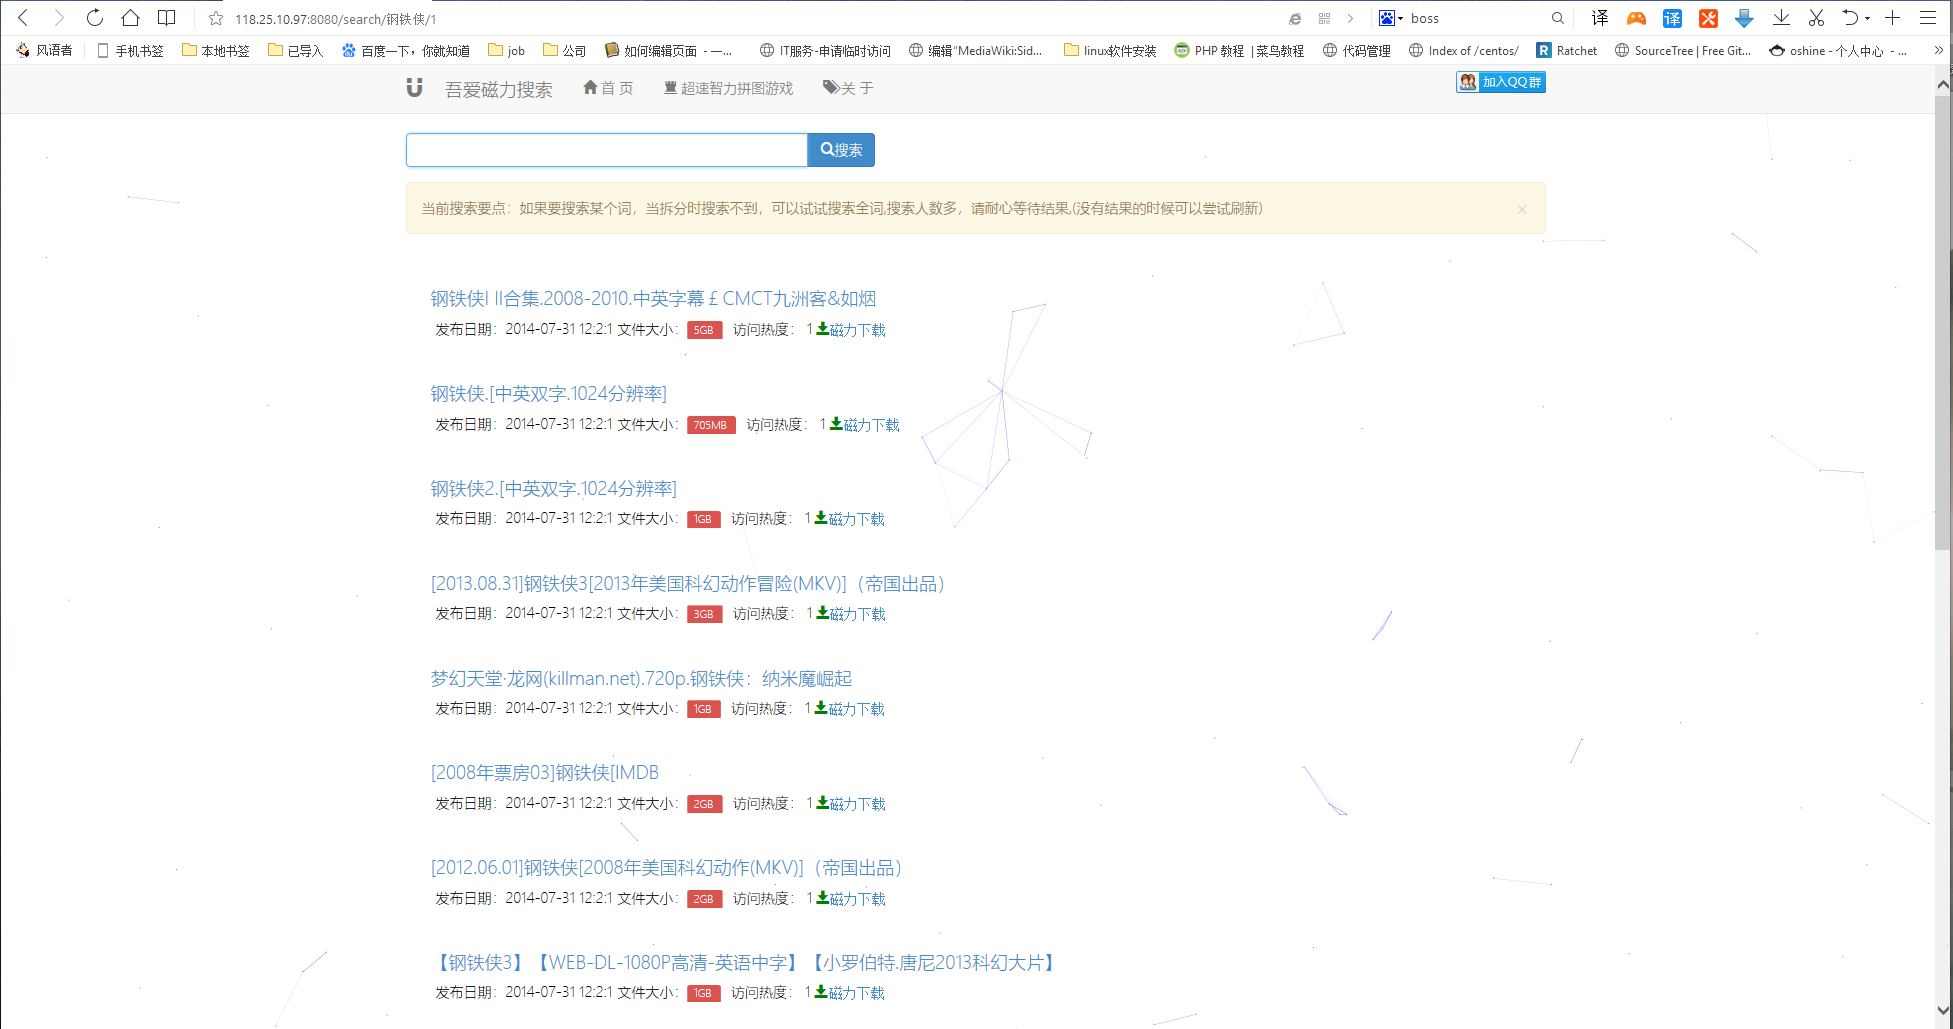 118.25.10.97:8080/search/钢铁侠/1
boss
译
译
风语者
手机书签
本地书签
已导入
百度一下，你就知道
job
公司
如何编辑页面 - 一...
IT服务-申请临时访问
编辑"MediaWiki:Sid...
linux软件安装
PHP 教程 | 菜鸟教程
代码管理
Index of /centos/
R Ratchet
SourceTree | Free Git...
oshine - 个人中心 - ...
吾爱磁力搜索
首 页
超速智力拼图游戏
关 于
加入QQ群
搜索
当前搜索要点：如果要搜索某个词，当拆分时搜索不到，可以试试搜索全词,搜索人数多，请耐心等待结果,(没有结果的时候可以尝试刷新)
×
钢铁侠I II合集.2008-2010.中英字幕￡CMCT九洲客&如烟
发布日期：2014-07-31 12:2:1 文件大小： 5GB 访问热度： 1 磁力下载
钢铁侠.[中英双字.1024分辨率]
发布日期：2014-07-31 12:2:1 文件大小： 705MB 访问热度： 1 磁力下载
钢铁侠2.[中英双字.1024分辨率]
发布日期：2014-07-31 12:2:1 文件大小： 1GB 访问热度： 1 磁力下载
[2013.08.31]钢铁侠3[2013年美国科幻动作冒险(MKV)]（帝国出品）
发布日期：2014-07-31 12:2:1 文件大小： 3GB 访问热度： 1 磁力下载
梦幻天堂·龙网(killman.net).720p.钢铁侠：纳米魔崛起
发布日期：2014-07-31 12:2:1 文件大小： 1GB 访问热度： 1 磁力下载
[2008年票房03]钢铁侠[IMDB
发布日期：2014-07-31 12:2:1 文件大小： 2GB 访问热度： 1 磁力下载
[2012.06.01]钢铁侠[2008年美国科幻动作(MKV)]（帝国出品）
发布日期：2014-07-31 12:2:1 文件大小： 2GB 访问热度： 1 磁力下载
【钢铁侠3】【WEB-DL-1080P高清-英语中字】【小罗伯特.唐尼2013科幻大片】
发布日期：2014-07-31 12:2:1 文件大小： 1GB 访问热度： 1 磁力下载